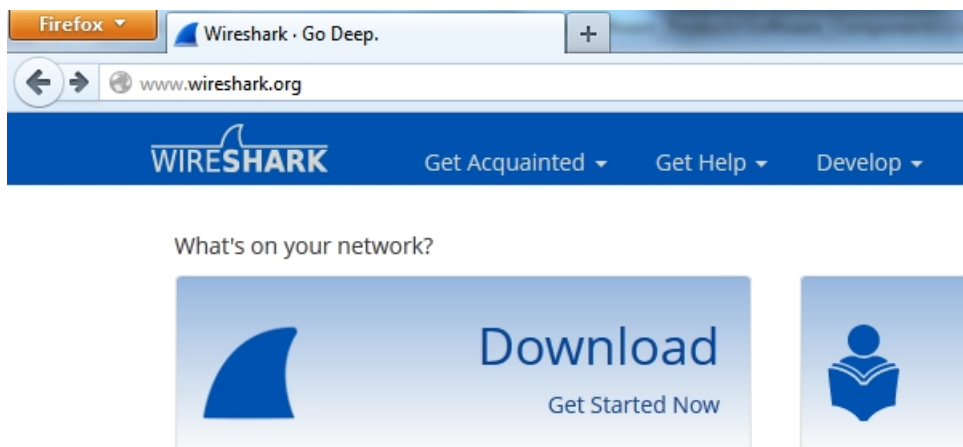 Firefox
Wireshark · Go Deep.
+
www.wireshark.org
WIRESHARK
Get Acquainted
Get Help
Develop
What's on your network?
Download
Get Started Now